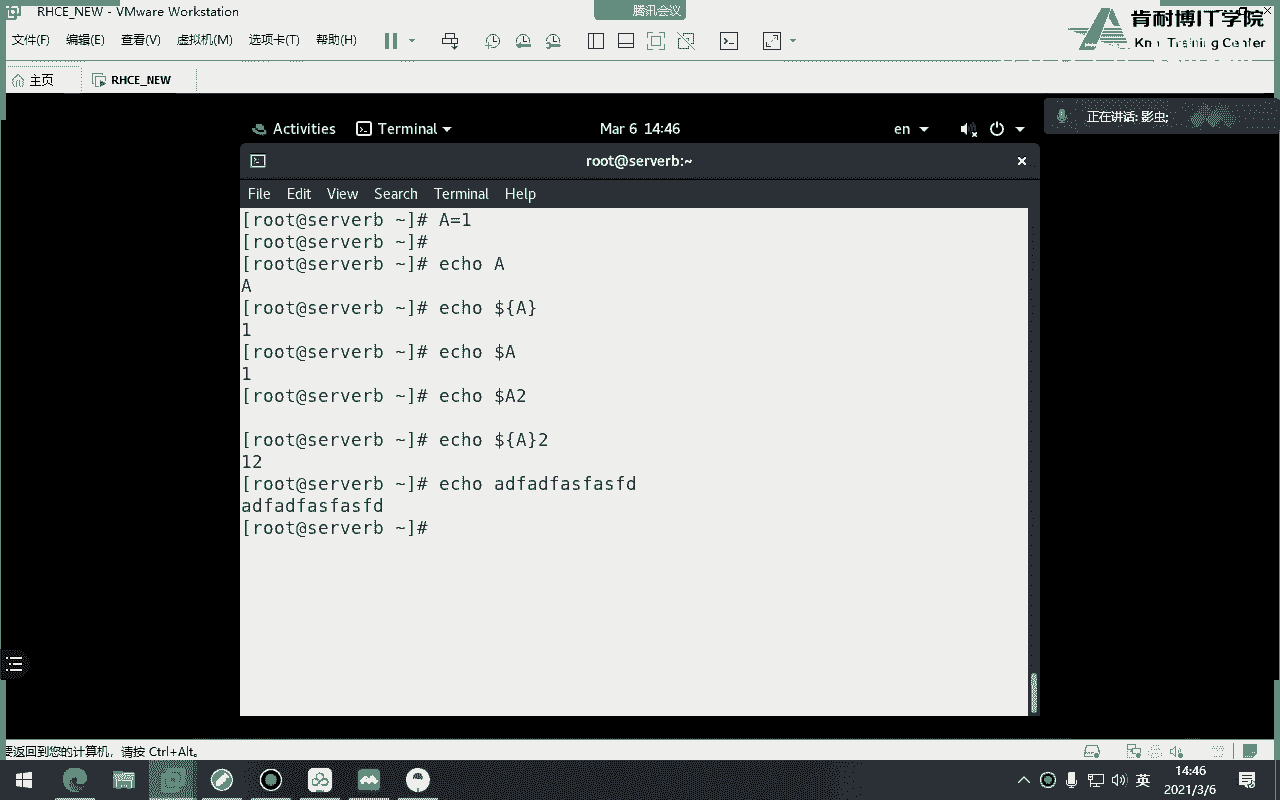 RHCE_NEW - VMware Workstation
腾讯会议
肯耐博IT学院
Training Center
文件(F) 编辑(E) 查看(V) 虚拟机(M) 选项卡(T) 帮助(H)
主页 RHCE_NEW
正在讲话: 影虫;
Activities Terminal Mar 6 14:46 en
root@serverb:~
File Edit View Search Terminal Help
[root@serverb ~]# A=1
[root@serverb ~]#
[root@serverb ~]# echo A
A
[root@serverb ~]# echo ${A}
1
[root@serverb ~]# echo $A
1
[root@serverb ~]# echo $A2
[root@serverb ~]# echo ${A}2
12
[root@serverb ~]# echo adfadfasfasfd
adfadfasfasfd
[root@serverb ~]#
要返回到您的计算机，请按 Ctrl+Alt。
英 14:46
2021/3/6